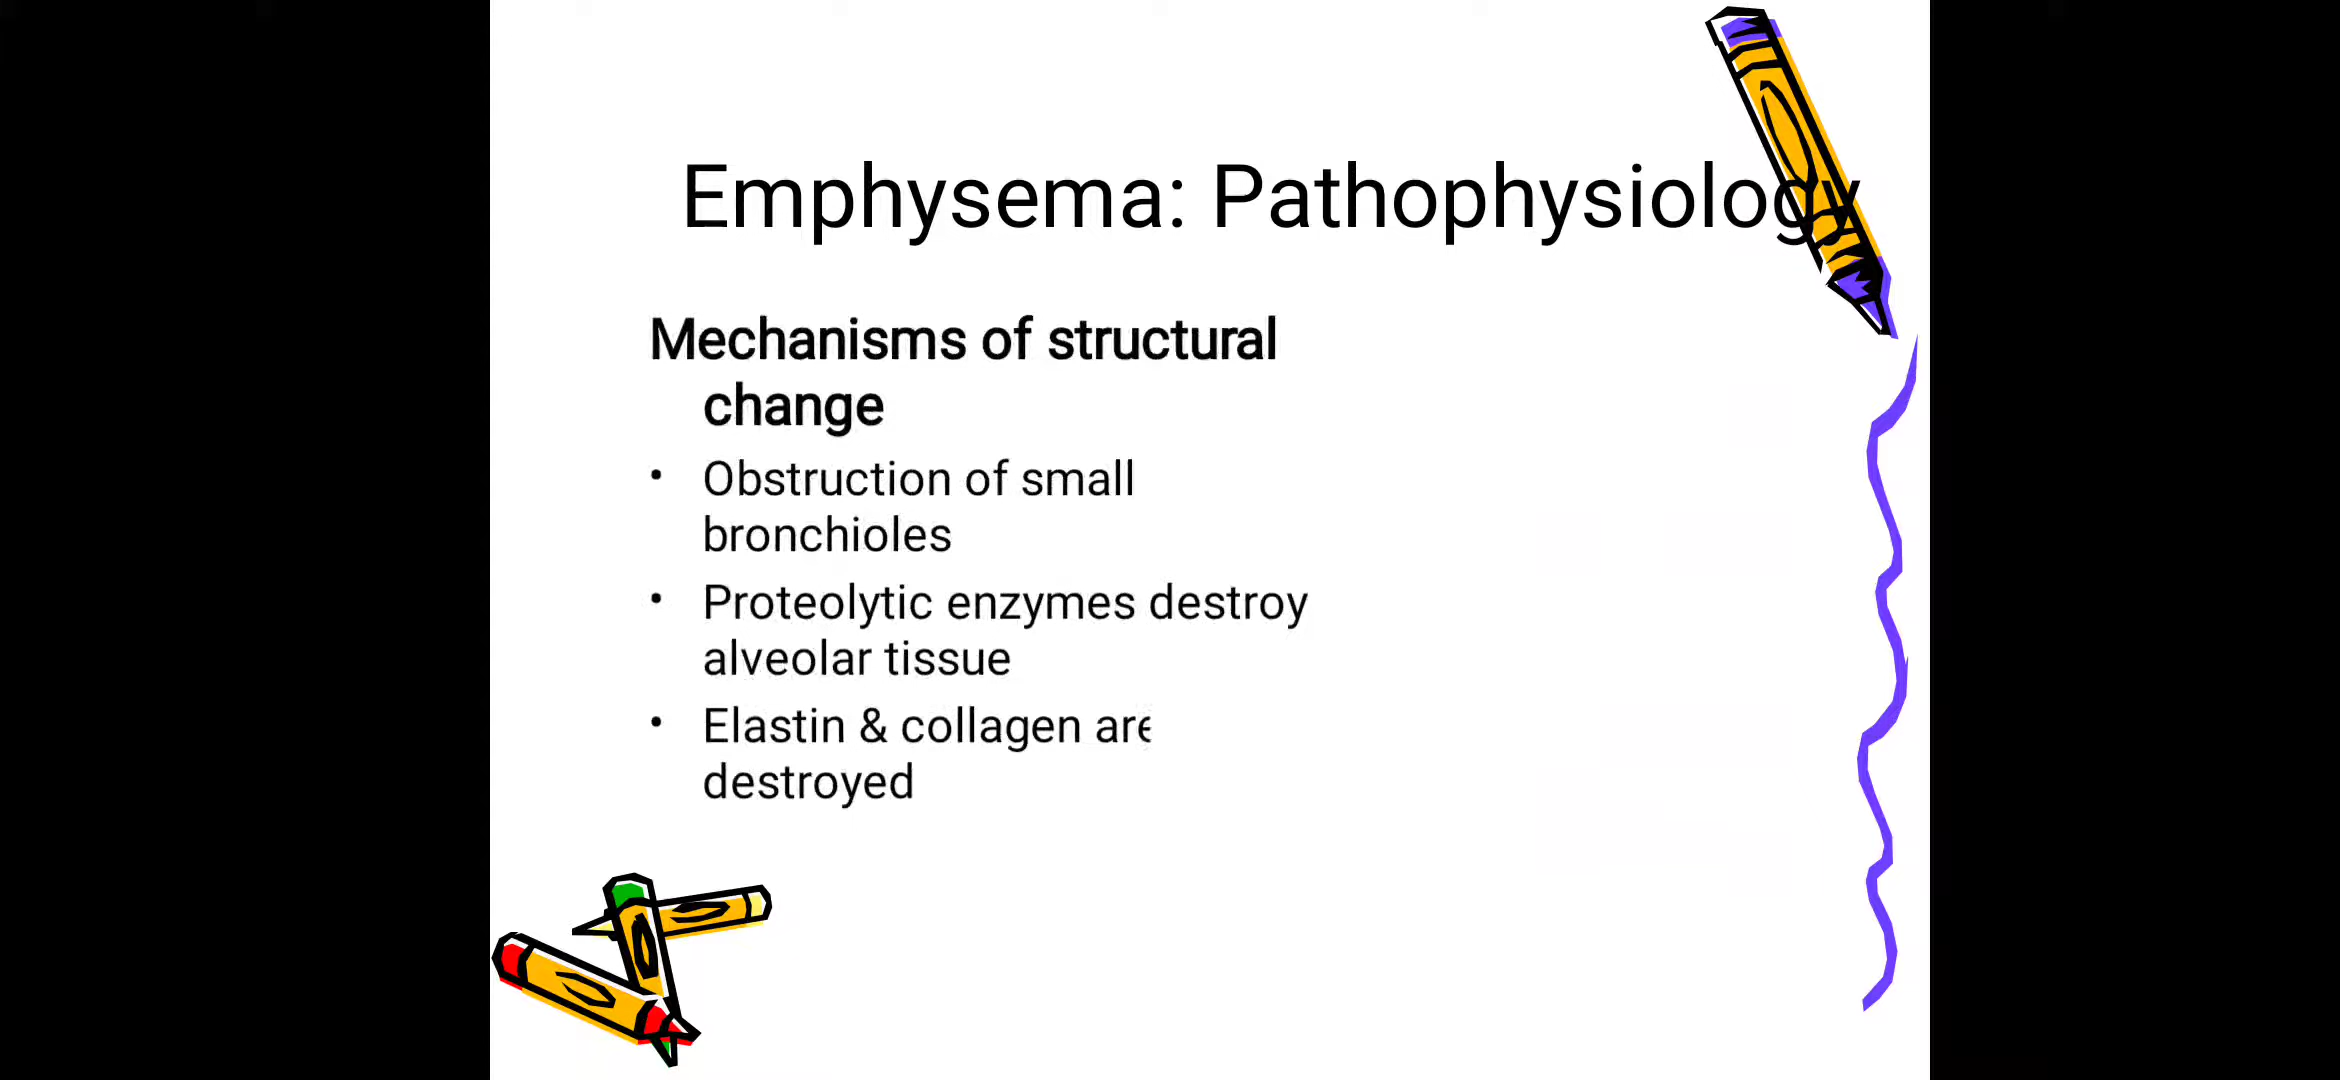 Emphysema: Pathophysiology
Mechanisms of structural
change
• Obstruction of small
bronchioles
• Proteolytic enzymes destroy
alveolar tissue
• Elastin & collagen are
destroyed